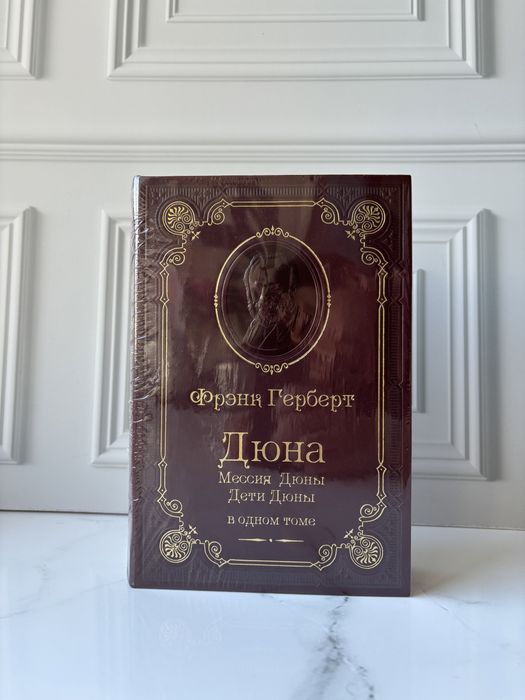 Фрэнк Герберт
Дюна
Мессия Дюны
Дети Дюны
в одном томе